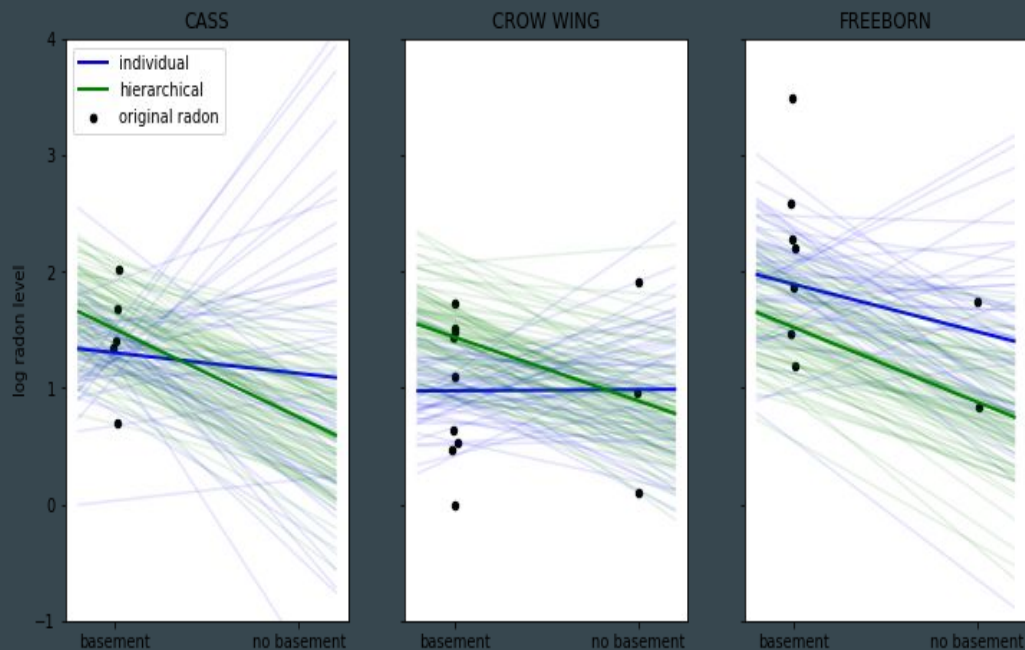 CASS
CROW WING
FREEBORN
4
3
2
1
0
−1
log radon level
individual
hierarchical
original radon
basement
no basement
basement
no basement
basement
no basement